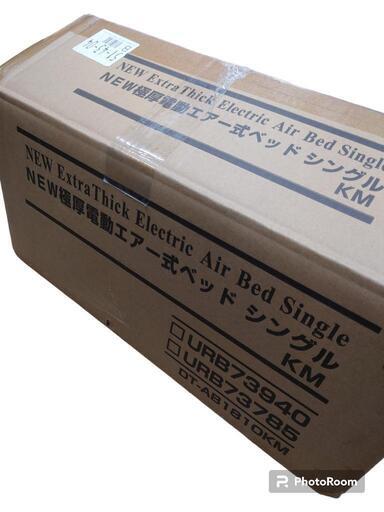 NEW ExtraThick Electric Air Bed Single
NEW極厚電動エアー式ベッド シングル
KM
NEW ExtraThick Electric Air Bed Single
NEW極厚電動エアー式ベッド シングル
KM
□URB73940
□URB73785
DT-AB1810KM
PhotoRoom